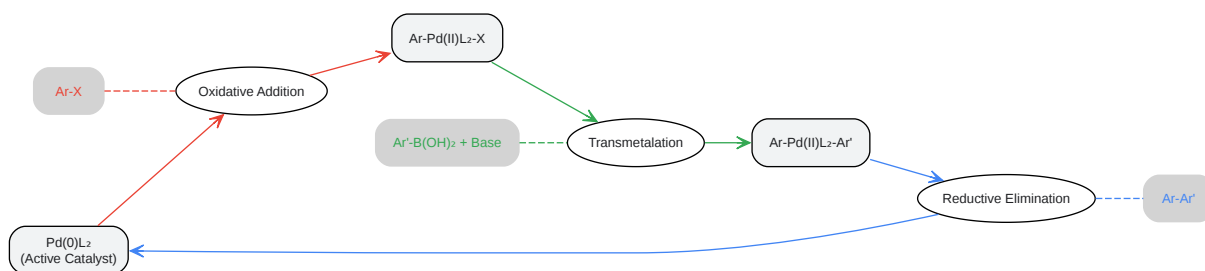 Ar-Pd(II)L₂-X
Ar-X
Oxidative Addition
Ar'-B(OH)₂ + Base
Transmetalation
Ar-Pd(II)L₂-Ar'
Reductive Elimination
Ar-Ar'
Pd(0)L₂
(Active Catalyst)